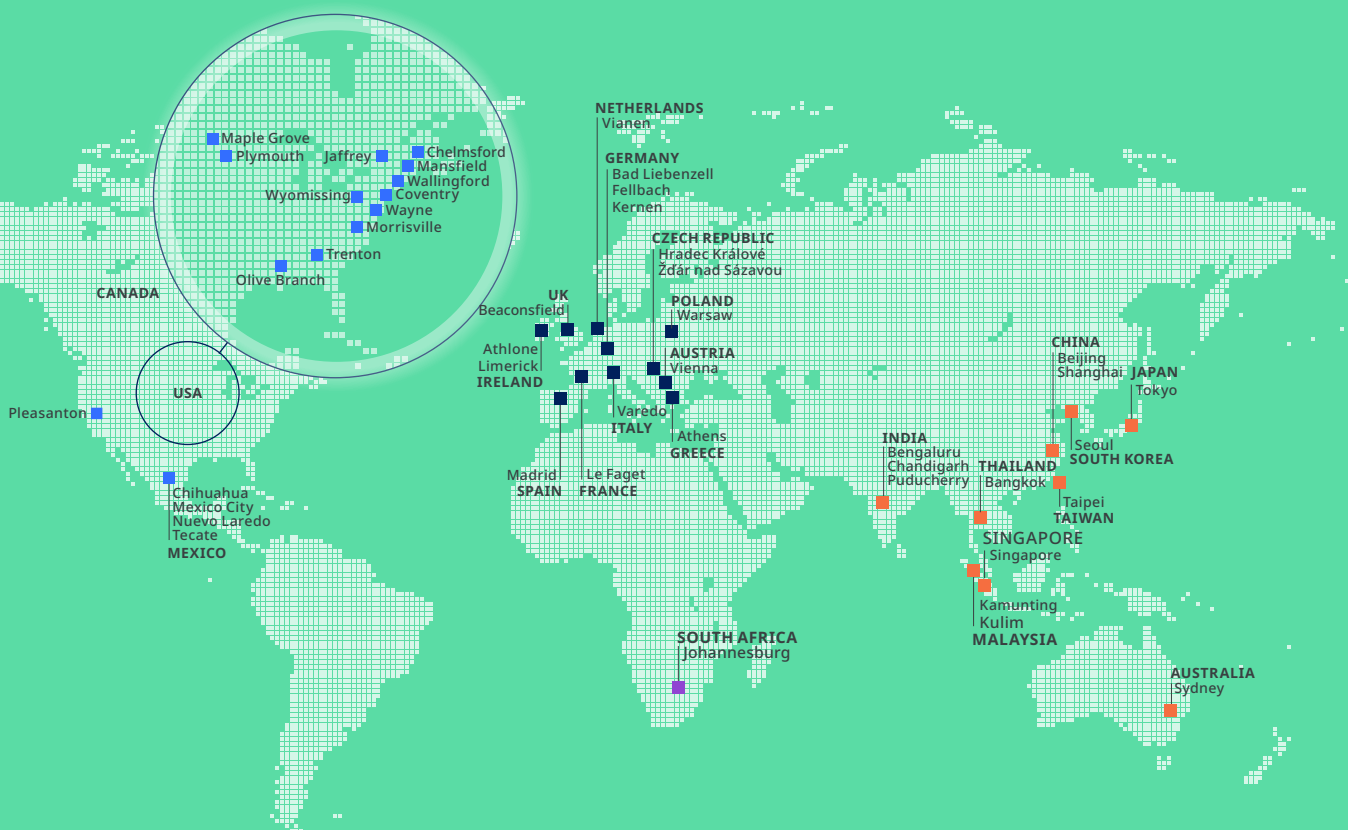 Maple Grove
Plymouth
Jaffrey
Chelmsford
Mansfield
Wallingford
Wyomissing
Coventry
Wayne
Morrisville
Trenton
Olive Branch
CANADA
USA
Pleasanton
Chihuahua
Mexico City
Nuevo Laredo
Tecate
MEXICO
NETHERLANDS
Vianen
GERMANY
Bad Liebenzell
Fellbach
Kernen
CZECH REPUBLIC
Hradec Králové
Žďár nad Sázavou
UK
Beaconsfield
POLAND
Warsaw
Athlone
Limerick
IRELAND
AUSTRIA
Vienna
Varedo
ITALY
Athens
GREECE
Madrid
SPAIN
Le Faget
FRANCE
SOUTH AFRICA
Johannesburg
CHINA
Beijing
Shanghai
JAPAN
Tokyo
INDIA
Bengaluru
Chandigarh
Puducherry
Seoul
SOUTH KOREA
THAILAND
Bangkok
Taipei
TAIWAN
SINGAPORE
Singapore
Kamunting
Kulim
MALAYSIA
AUSTRALIA
Sydney